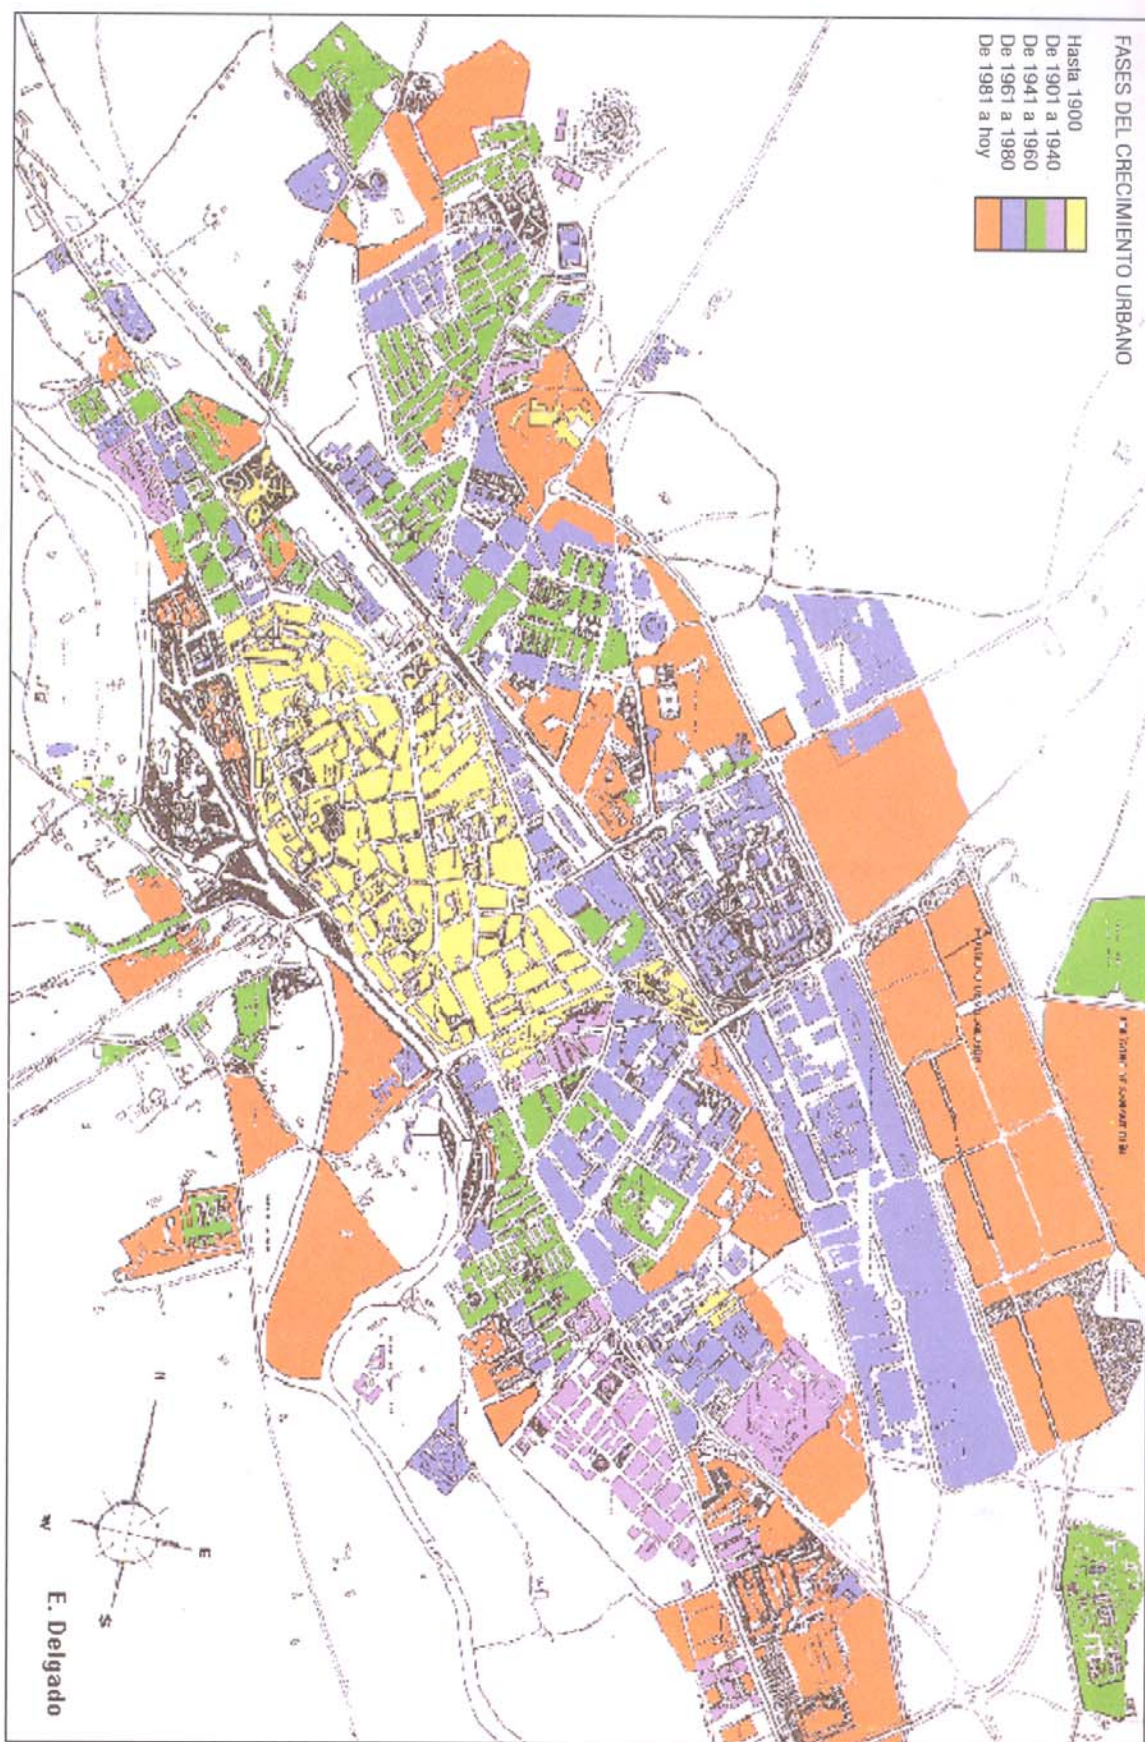 FASES DEL CRECIMIENTO URBANO
Hasta 1900
De 1901 a 1940
De 1941 a 1960
De 1961 a 1980
De 1981 a hoy
N
E
W
S
E. Delgado